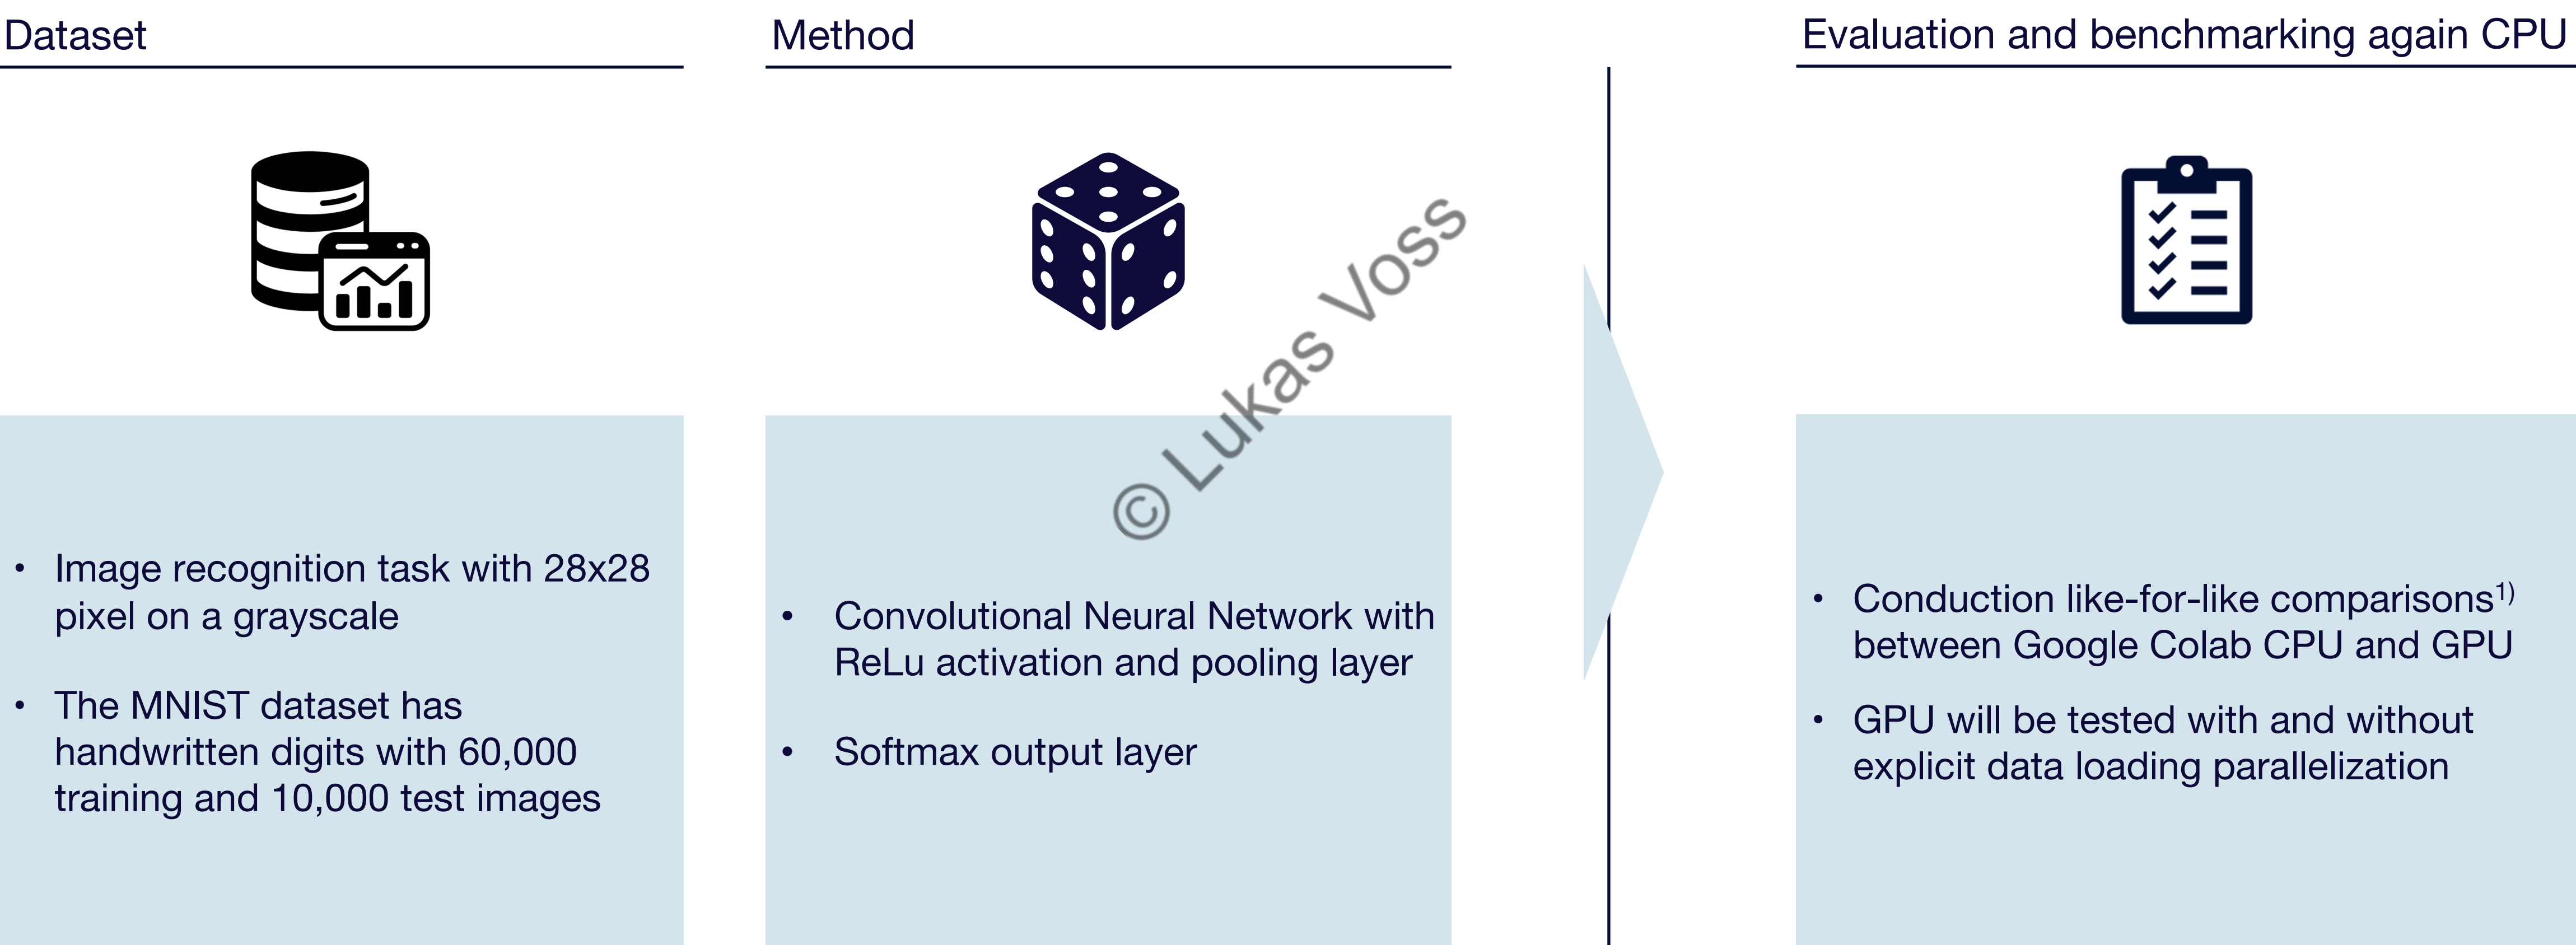 Dataset
• Image recognition task with 28x28
pixel on a grayscale
• The MNIST dataset has
handwritten digits with 60,000
training and 10,000 test images
Method
• Convolutional Neural Network with
ReLu activation and pooling layer
• Softmax output layer
© Lukas Voss
Evaluation and benchmarking again CPU
• Conduction like-for-like comparisons¹⁾
between Google Colab CPU and GPU
• GPU will be tested with and without
explicit data loading parallelization